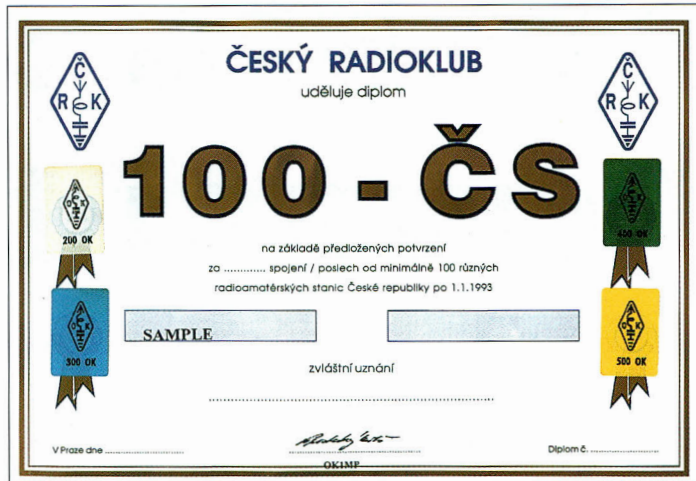 ČESKÝ RADIOKLUB
uděluje diplom
Č
R K
Č
R K
100 - ČS
O K
200 OK
O K
400 OK
na základě předložených potvrzení
za ............. spojení / poslech od minimálně 100 různých
radioamatérských stanic České republiky po 1.1.1993
O K
300 OK
SAMPLE
O K
500 OK
zvláštní uznání
V Praze dne
OK1MP
Diplom č.